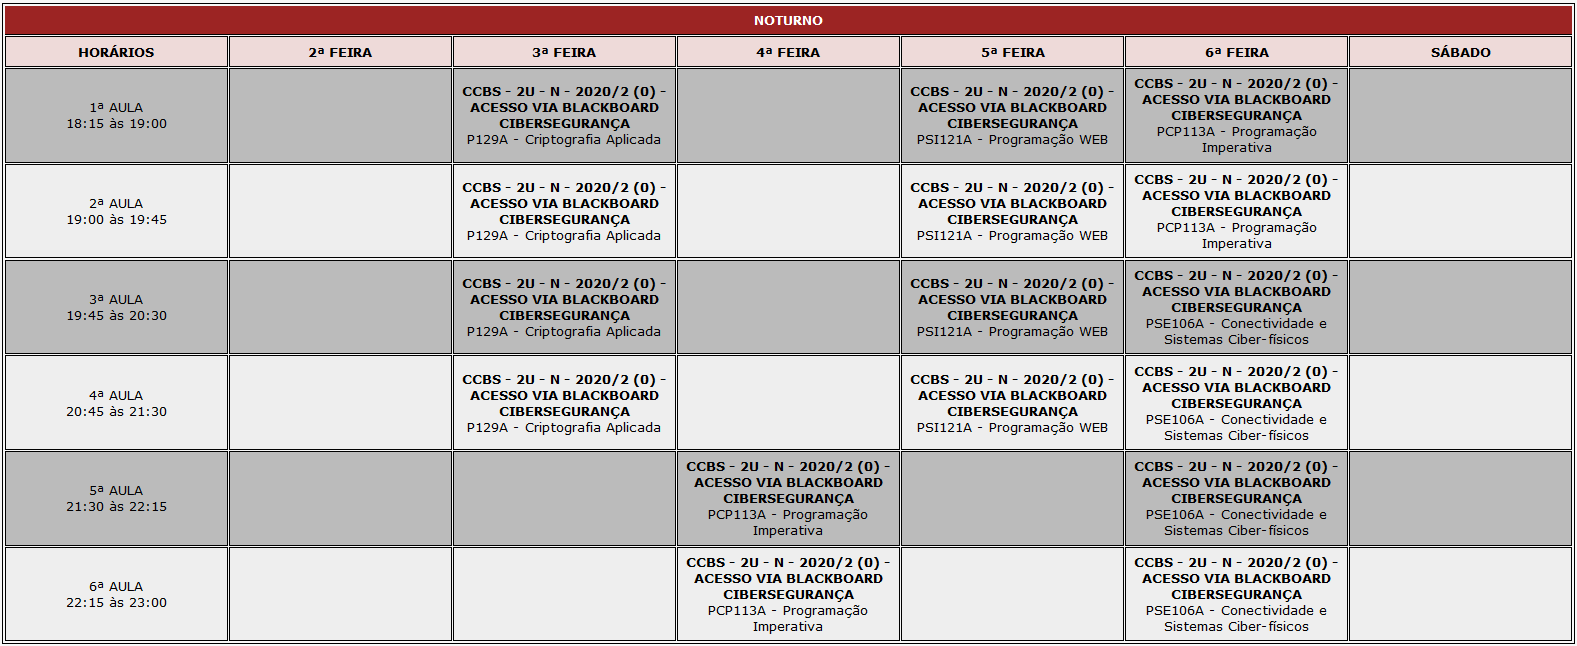 NOTURNO
HORÁRIOS 2ª FEIRA 3ª FEIRA 4ª FEIRA 5ª FEIRA 6ª FEIRA SÁBADO
1ª AULA
18:15 às 19:00
CCBS - 2U - N - 2020/2 (0) -
ACESSO VIA BLACKBOARD
CIBERSEGURANÇA
P129A - Criptografia Aplicada
CCBS - 2U - N - 2020/2 (0) -
ACESSO VIA BLACKBOARD
CIBERSEGURANÇA
PSI121A - Programação WEB
CCBS - 2U - N - 2020/2 (0) -
ACESSO VIA BLACKBOARD
CIBERSEGURANÇA
PCP113A - Programação
Imperativa
2ª AULA
19:00 às 19:45
CCBS - 2U - N - 2020/2 (0) -
ACESSO VIA BLACKBOARD
CIBERSEGURANÇA
P129A - Criptografia Aplicada
CCBS - 2U - N - 2020/2 (0) -
ACESSO VIA BLACKBOARD
CIBERSEGURANÇA
PSI121A - Programação WEB
CCBS - 2U - N - 2020/2 (0) -
ACESSO VIA BLACKBOARD
CIBERSEGURANÇA
PCP113A - Programação
Imperativa
3ª AULA
19:45 às 20:30
CCBS - 2U - N - 2020/2 (0) -
ACESSO VIA BLACKBOARD
CIBERSEGURANÇA
P129A - Criptografia Aplicada
CCBS - 2U - N - 2020/2 (0) -
ACESSO VIA BLACKBOARD
CIBERSEGURANÇA
PSI121A - Programação WEB
CCBS - 2U - N - 2020/2 (0) -
ACESSO VIA BLACKBOARD
CIBERSEGURANÇA
PSE106A - Conectividade e
Sistemas Ciber-físicos
4ª AULA
20:45 às 21:30
CCBS - 2U - N - 2020/2 (0) -
ACESSO VIA BLACKBOARD
CIBERSEGURANÇA
P129A - Criptografia Aplicada
CCBS - 2U - N - 2020/2 (0) -
ACESSO VIA BLACKBOARD
CIBERSEGURANÇA
PSI121A - Programação WEB
CCBS - 2U - N - 2020/2 (0) -
ACESSO VIA BLACKBOARD
CIBERSEGURANÇA
PSE106A - Conectividade e
Sistemas Ciber-físicos
5ª AULA
21:30 às 22:15
CCBS - 2U - N - 2020/2 (0) -
ACESSO VIA BLACKBOARD
CIBERSEGURANÇA
PCP113A - Programação
Imperativa
CCBS - 2U - N - 2020/2 (0) -
ACESSO VIA BLACKBOARD
CIBERSEGURANÇA
PSE106A - Conectividade e
Sistemas Ciber-físicos
6ª AULA
22:15 às 23:00
CCBS - 2U - N - 2020/2 (0) -
ACESSO VIA BLACKBOARD
CIBERSEGURANÇA
PCP113A - Programação
Imperativa
CCBS - 2U - N - 2020/2 (0) -
ACESSO VIA BLACKBOARD
CIBERSEGURANÇA
PSE106A - Conectividade e
Sistemas Ciber-físicos